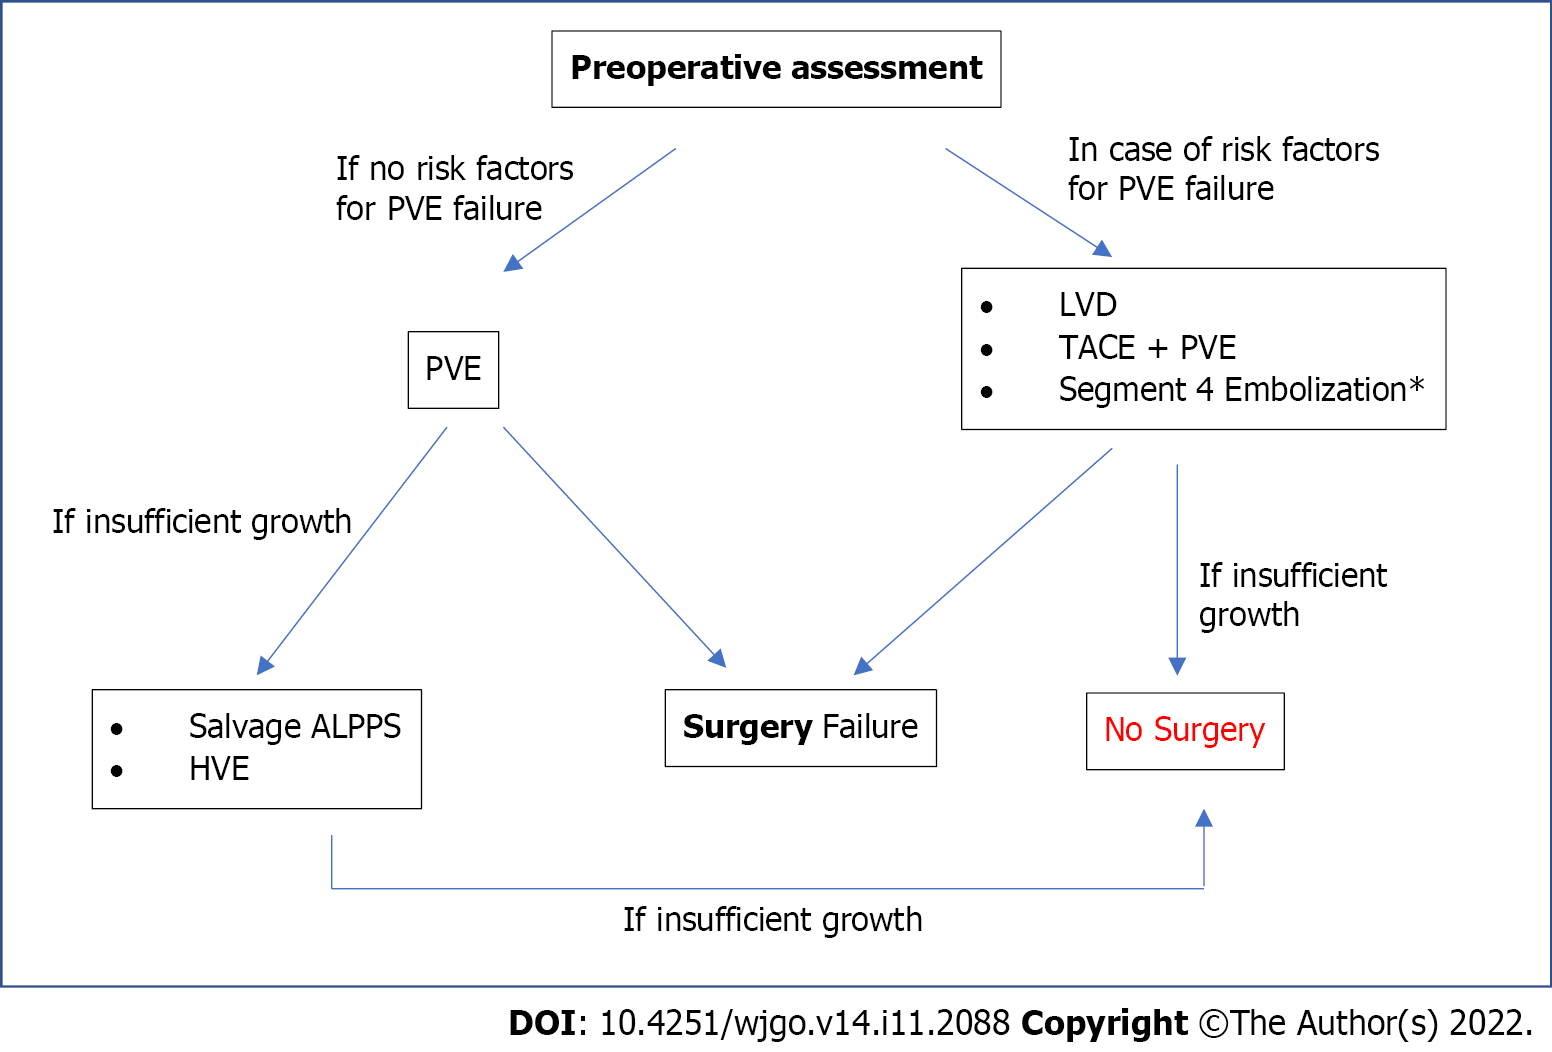 Preoperative assessment
If no risk factors
for PVE failure
In case of risk factors
for PVE failure
PVE
• LVD
• TACE + PVE
• Segment 4 Embolization*
If insufficient growth
If insufficient
growth
• Salvage ALPPS
• HVE
Surgery Failure
No Surgery
If insufficient growth
DOI: 10.4251/wjgo.v14.i11.2088 Copyright ©The Author(s) 2022.